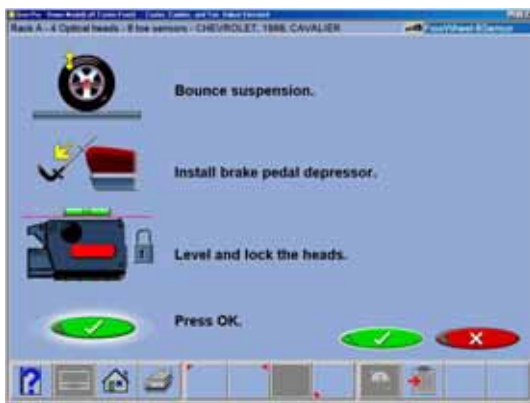 Rack A - 4 Optical heads - 8 toe sensors - CHEVROLET, 1988, CAVALIER
Bounce suspension.
Install brake pedal depressor.
Level and lock the heads.
Press OK.